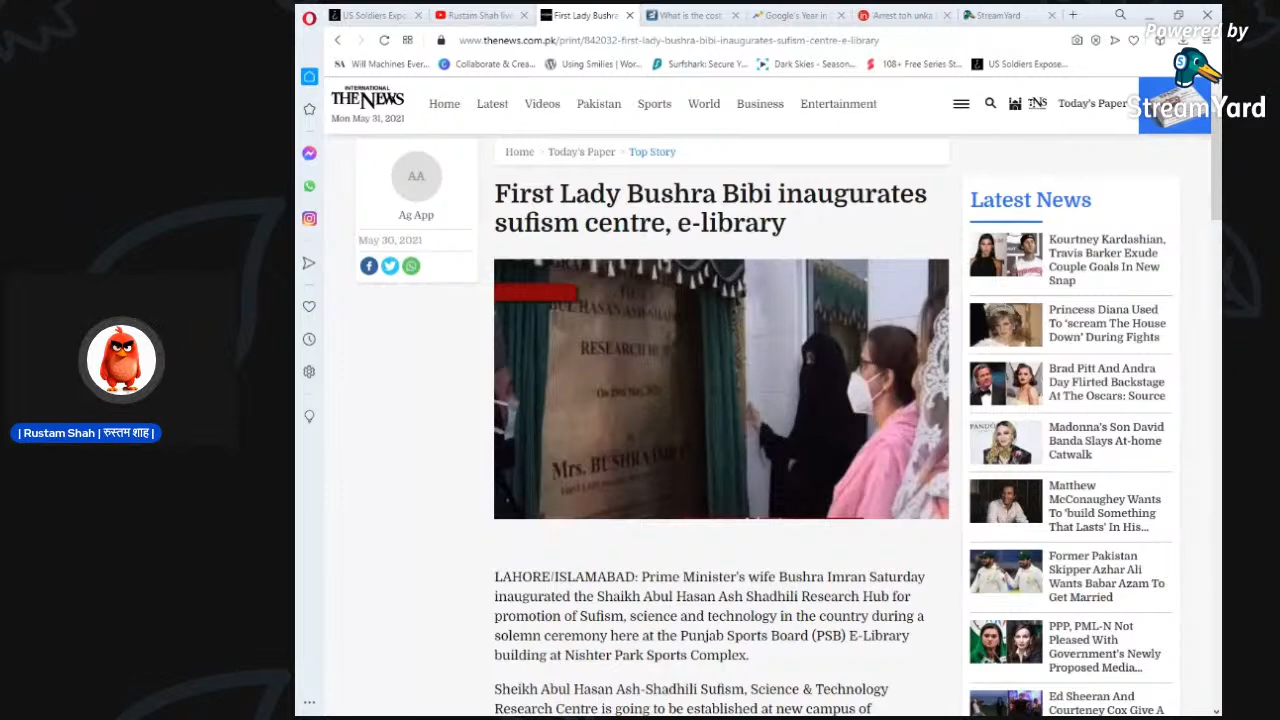 US Soldiers Expo
Rustam Shah live
First Lady Bushra
What is the cost
Google's Year in
'Arrest toh unka
StreamYard
www.thenews.com.pk/print/842032-first-lady-bushra-bibi-inaugurates-sufism-centre-e-library
Powered by
StreamYard
SA Will Machines Ever...
Collaborate & Crea...
Using Smilies | Wor...
Surfshark: Secure Y...
Dark Skies - Season...
108+ Free Series St...
US Soldiers Expose...
INTERNATIONAL
THE NEWS
Mon May 31, 2021
Home
Latest
Videos
Pakistan
Sports
World
Business
Entertainment
TNS
Today's Paper
Home > Today's Paper > Top Story
AA
Ag App
May 30, 2021
First Lady Bushra Bibi inaugurates
sufism centre, e-library
RESEARCH
Mrs. BUSHRA
LAHORE/ISLAMABAD: Prime Minister's wife Bushra Imran Saturday
inaugurated the Shaikh Abul Hasan Ash Shadhili Research Hub for
promotion of Sufism, science and technology in the country during a
solemn ceremony here at the Punjab Sports Board (PSB) E-Library
building at Nishter Park Sports Complex.
Sheikh Abul Hasan Ash-Shadhili Sufism, Science & Technology
Research Centre is going to be established at new campus of
Latest News
Kourtney Kardashian,
Travis Barker Exude
Couple Goals In New
Snap
Princess Diana Used
To 'scream The House
Down' During Fights
Brad Pitt And Andra
Day Flirted Backstage
At The Oscars: Source
Madonna's Son David
Banda Slays At-home
Catwalk
Matthew
McConaughey Wants
To 'build Something
That Lasts' In His...
Former Pakistan
Skipper Azhar Ali
Wants Babar Azam To
Get Married
PPP, PML-N Not
Pleased With
Government's Newly
Proposed Media...
Ed Sheeran And
Courteney Cox Give A
| Rustam Shah | रुस्तम शाह |